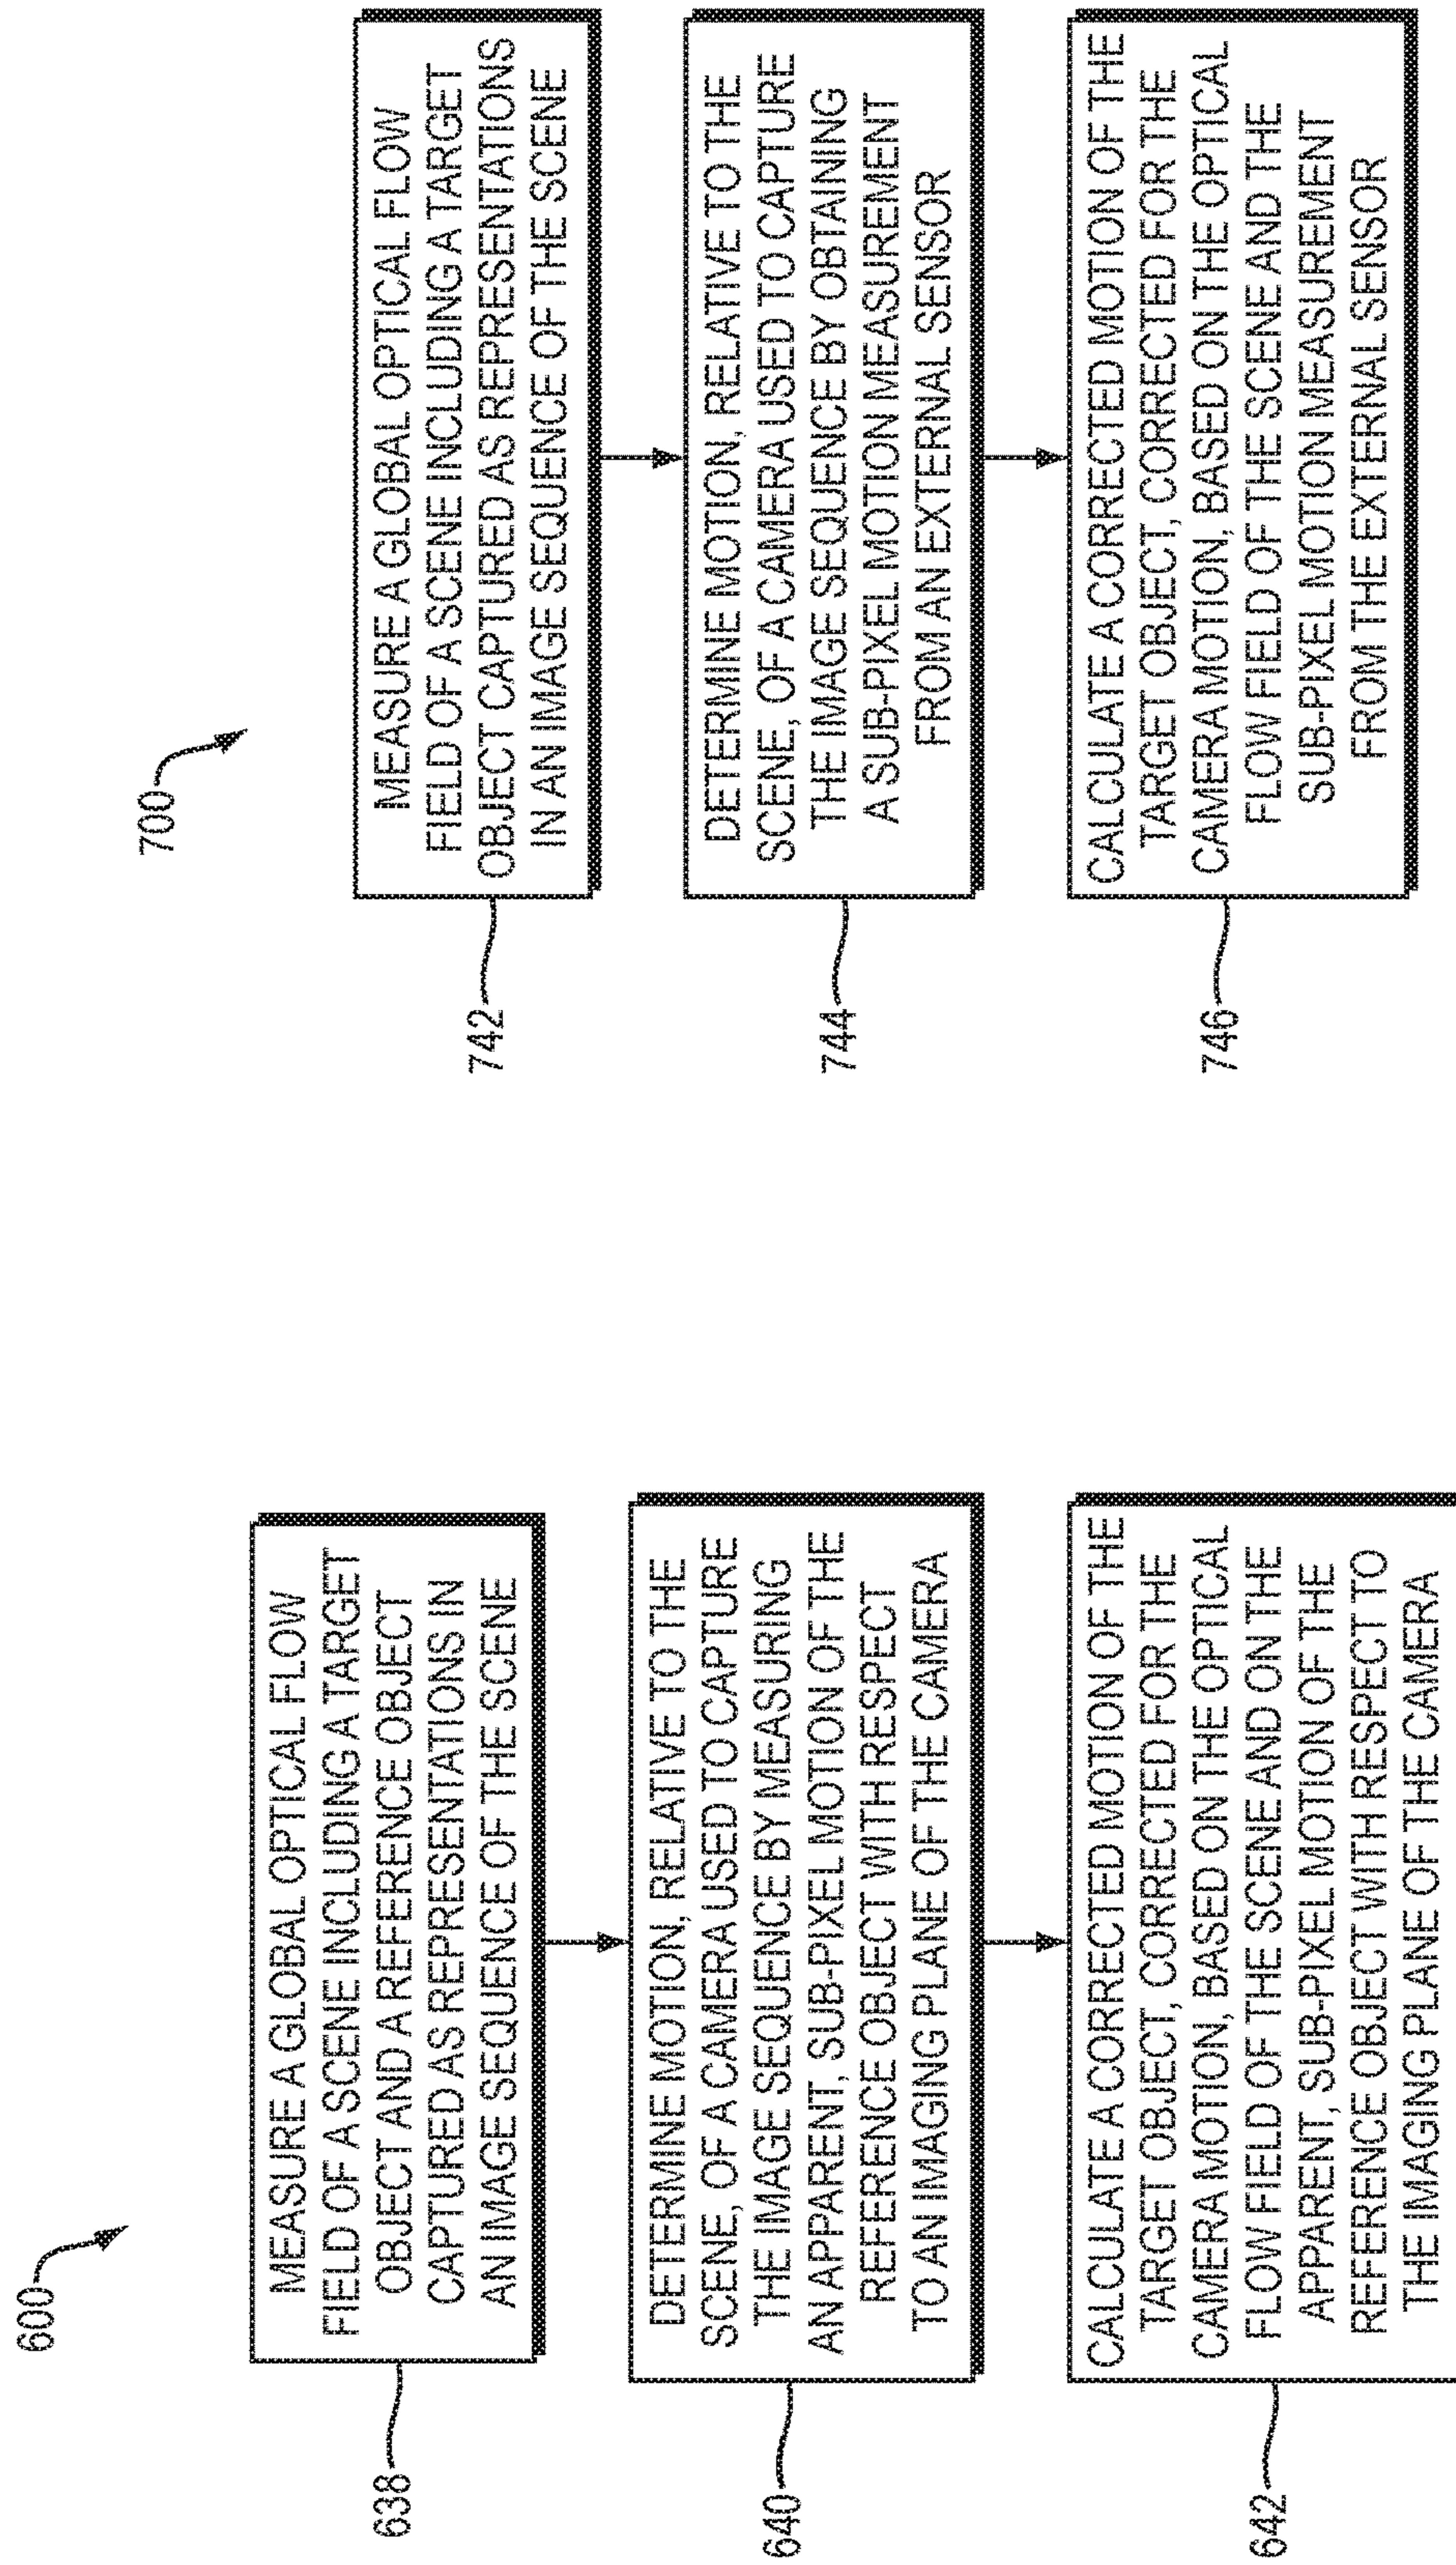 600
638
MEASURE A GLOBAL OPTICAL FLOW
FIELD OF A SCENE INCLUDING A TARGET
OBJECT AND A REFERENCE OBJECT
CAPTURED AS REPRESENTATIONS IN
AN IMAGE SEQUENCE OF THE SCENE
640
DETERMINE MOTION, RELATIVE TO THE
SCENE, OF A CAMERA USED TO CAPTURE
THE IMAGE SEQUENCE BY MEASURING
AN APPARENT, SUB-PIXEL MOTION OF THE
REFERENCE OBJECT WITH RESPECT
TO AN IMAGING PLANE OF THE CAMERA
642
CALCULATE A CORRECTED MOTION OF THE
TARGET OBJECT, CORRECTED FOR THE
CAMERA MOTION, BASED ON THE OPTICAL
FLOW FIELD OF THE SCENE AND ON THE
APPARENT, SUB-PIXEL MOTION OF THE
REFERENCE OBJECT WITH RESPECT TO
THE IMAGING PLANE OF THE CAMERA
700
742
MEASURE A GLOBAL OPTICAL FLOW
FIELD OF A SCENE INCLUDING A TARGET
OBJECT CAPTURED AS REPRESENTATIONS
IN AN IMAGE SEQUENCE OF THE SCENE
744
DETERMINE MOTION, RELATIVE TO THE
SCENE, OF A CAMERA USED TO CAPTURE
THE IMAGE SEQUENCE BY OBTAINING
A SUB-PIXEL MOTION MEASUREMENT
FROM AN EXTERNAL SENSOR
746
CALCULATE A CORRECTED MOTION OF THE
TARGET OBJECT, CORRECTED FOR THE
CAMERA MOTION, BASED ON THE OPTICAL
FLOW FIELD OF THE SCENE AND THE
SUB-PIXEL MOTION MEASUREMENT
FROM THE EXTERNAL SENSOR